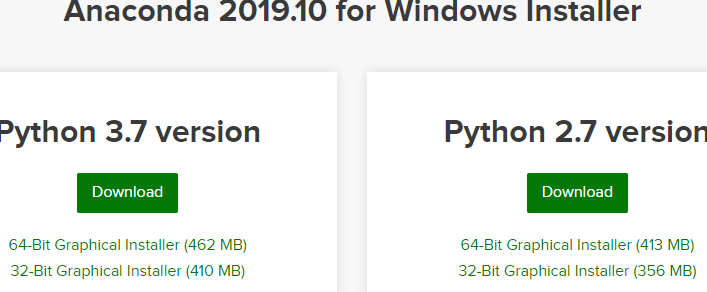 Anaconda 2019.10 for Windows Installer
Python 3.7 version
Download
64-Bit Graphical Installer (462 MB)
32-Bit Graphical Installer (410 MB)
Python 2.7 version
Download
64-Bit Graphical Installer (413 MB)
32-Bit Graphical Installer (356 MB)